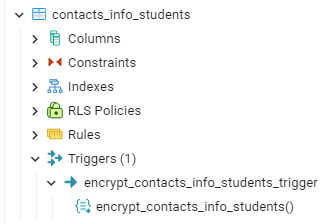 contacts_info_students
Columns
Constraints
Indexes
RLS Policies
Rules
Triggers (1)
encrypt_contacts_info_students_trigger
encrypt_contacts_info_students()